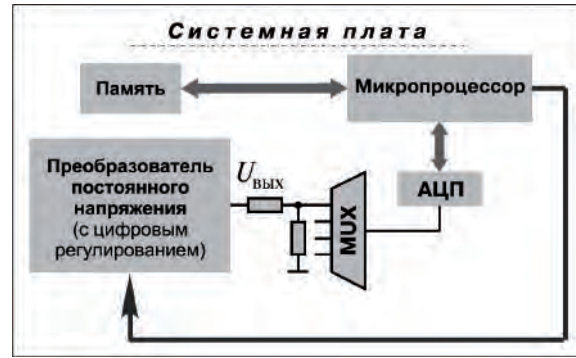 Системная плата
Память
Микропроцессор
Преобразователь
постоянного
напряжения
(с цифровым
регулированием)
Uвых
MUX
АЦП